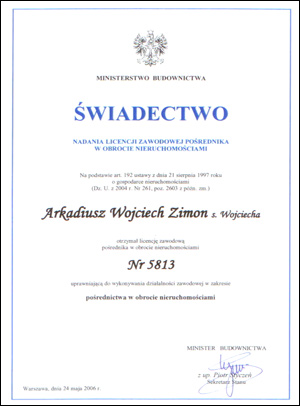 MINISTERSTWO BUDOWNICTWA
ŚWIADECTWO
NADANIA LICENCJI ZAWODOWEJ POŚREDNIKA
W OBROCIE NIERUCHOMOŚCIAMI
Na podstawie art. 192 ustawy z dnia 21 sierpnia 1997 roku
o gospodarce nieruchomościami
(Dz. U. z 2004 r Nr 261, poz. 2603 z późn. zm.)
Arkadiusz Wojciech Zimon s. Wojciecha
otrzymał licencję zawodową
pośrednika w obrocie nieruchomościami
Nr 5813
uprawniającą do wykonywania działalności zawodowej w zakresie
pośrednictwa w obrocie nieruchomościami
MINISTER BUDOWNICTWA
z up. Piotr Styczeń
Sekretarz Stanu
Warszawa, dnia 24 maja 2006 r.